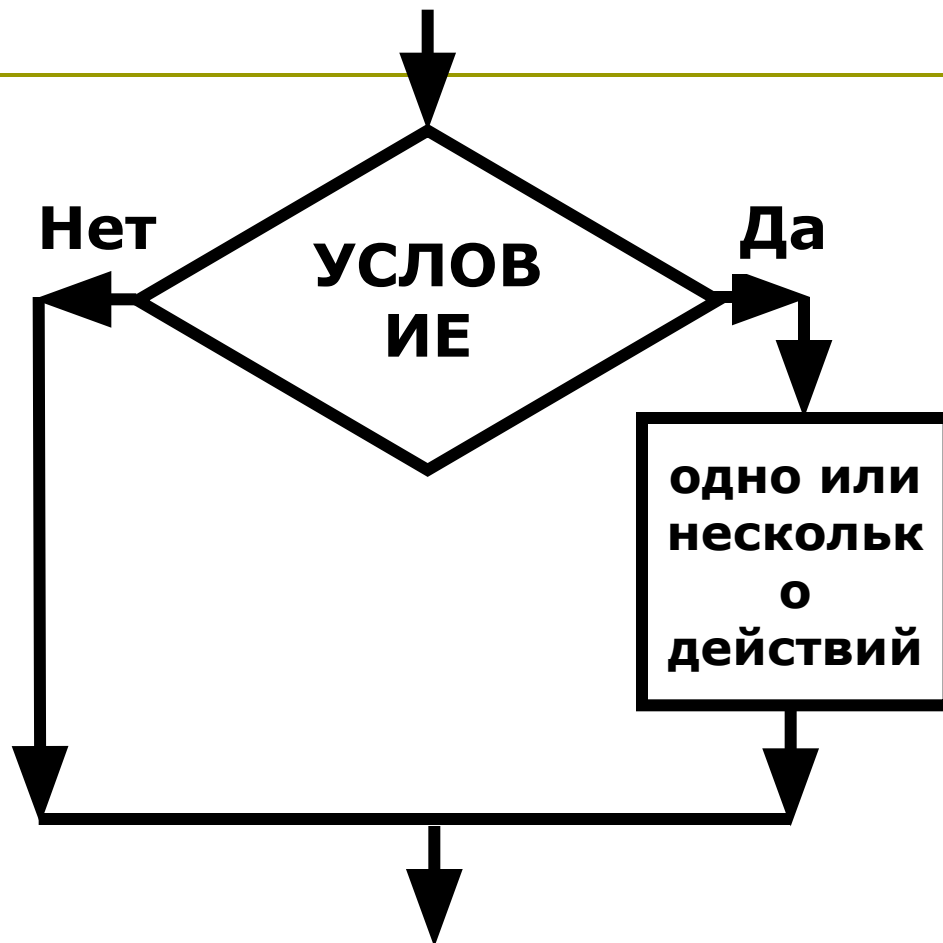 Нет
Да
УСЛОВ
ИЕ
одно или
нескольк
о
действий